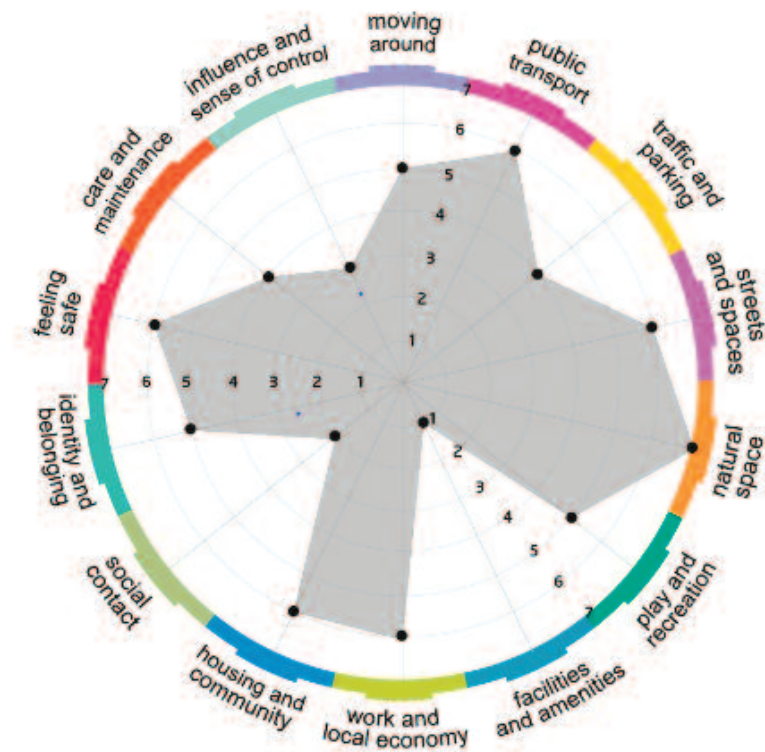 moving
around
public
transport
traffic and
parking
streets
and spaces
natural
space
play and
recreation
facilities
and amenities
work and
local economy
housing and
community
social
contact
identity and
belonging
feeling
safe
care and
maintenance
influence and
sense of control
7
6
5
4
3
2
1
7 6 5 4 3 2 1
1
2
3
4
5
6
7